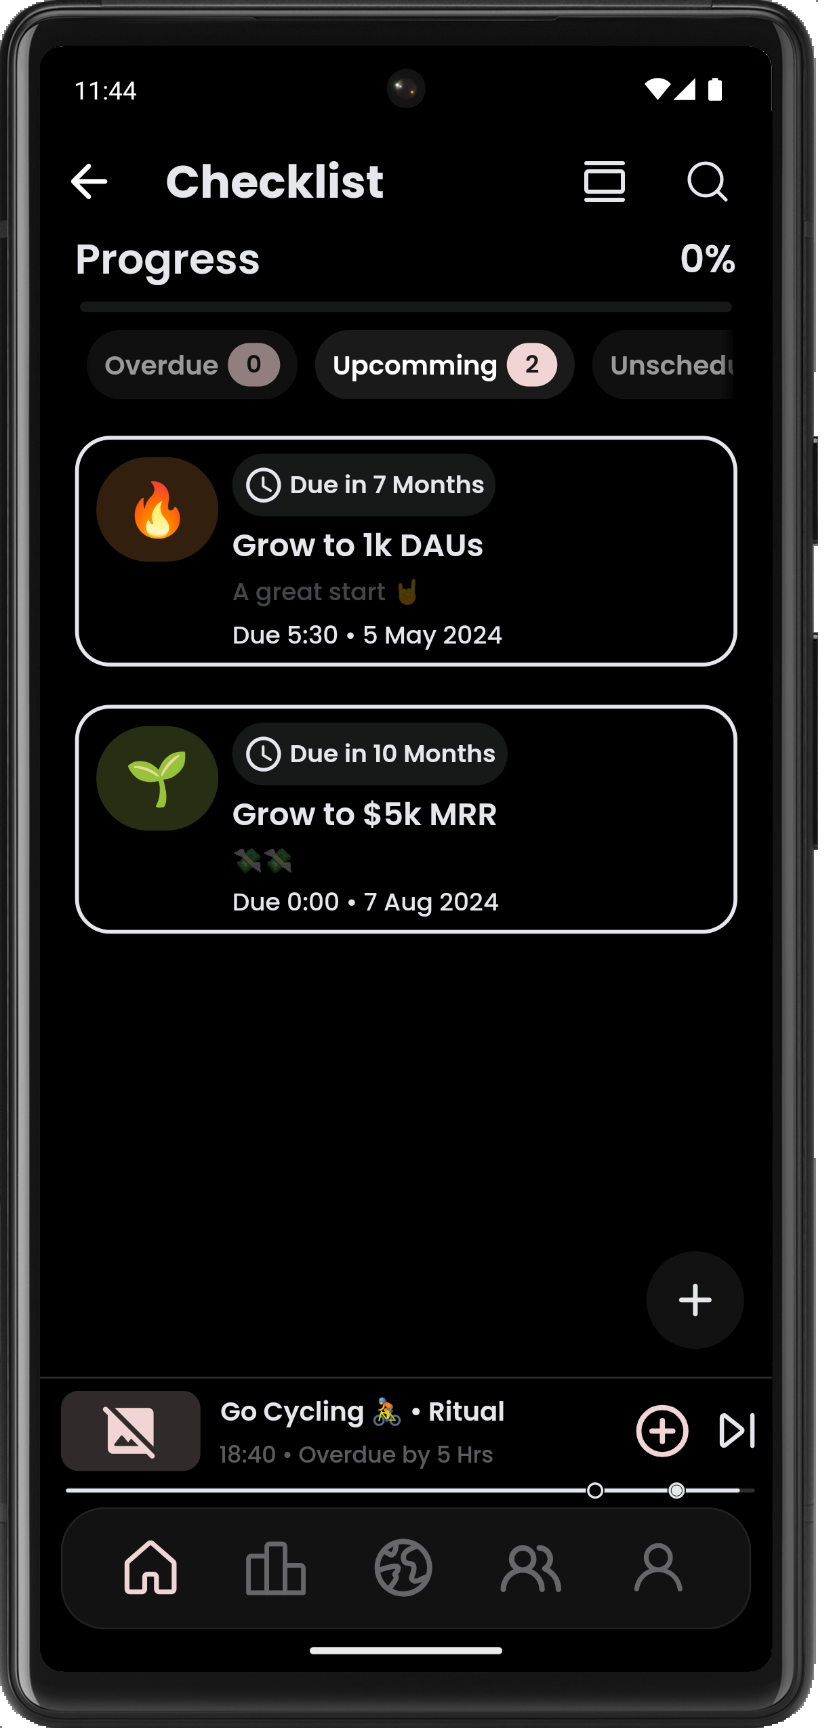 11:44
Checklist
Progress 0%
Overdue 0 Upcomming 2 Unschedu
Due in 7 Months
Grow to 1k DAUs
A great start 🤘
Due 5:30 • 5 May 2024
Due in 10 Months
Grow to $5k MRR
💸💸
Due 0:00 • 7 Aug 2024
Go Cycling 🚴 • Ritual
18:40 • Overdue by 5 Hrs